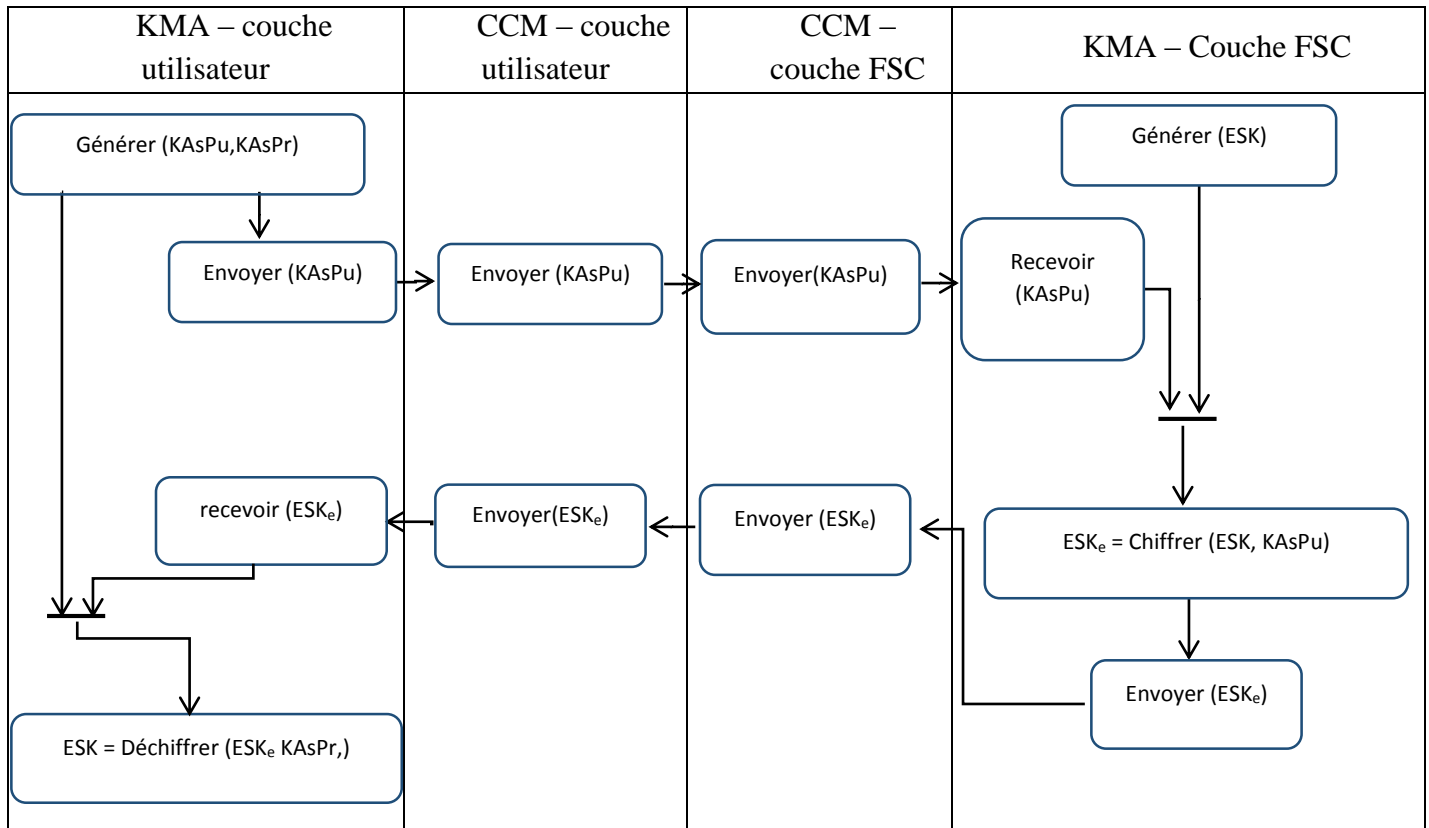 KMA – couche
utilisateur
CCM – couche
utilisateur
CCM –
couche FSC
KMA – Couche FSC
Générer (KAsPu,KAsPr)
Générer (ESK)
Envoyer (KAsPu)
Envoyer (KAsPu)
Envoyer(KAsPu)
Recevoir
(KAsPu)
recevoir (ESKₑ)
Envoyer(ESKₑ)
Envoyer (ESKₑ)
ESKₑ = Chiffrer (ESK, KAsPu)
Envoyer (ESKₑ)
ESK = Déchiffrer (ESKₑ KAsPr,)